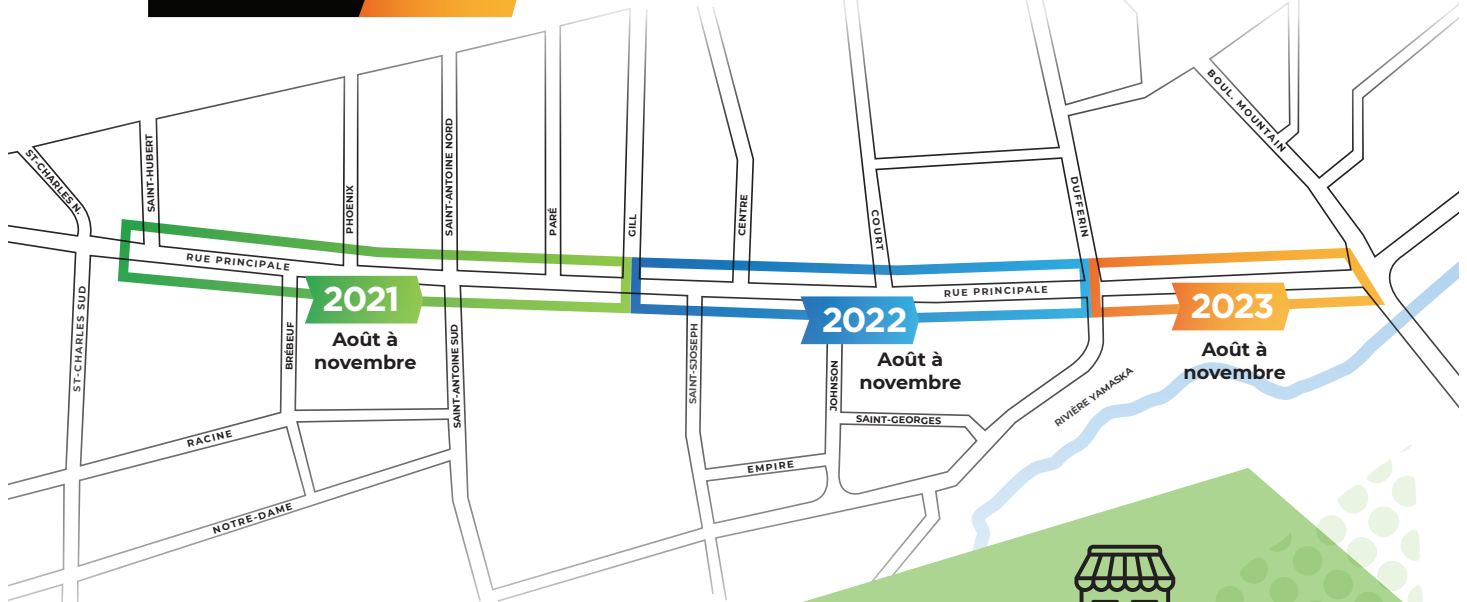 BOUL. MOUNTAIN
ST-CHARLES N.
SAINT-HUBERT
PHOENIX
SAINT-ANTOINE NORD
PARÉ
GILL
CENTRE
COURT
DUFFERIN
RUE PRINCIPALE
RUE PRINCIPALE
2021
Août à
novembre
2022
Août à
novembre
2023
Août à
novembre
ST-CHARLES SUD
BRÉBEUF
SAINT-ANTOINE SUD
SAINT-SJOSEPH
JOHNSON
SAINT-GEORGES
RIVIÈRE YAMASKA
RACINE
EMPIRE
NOTRE-DAME